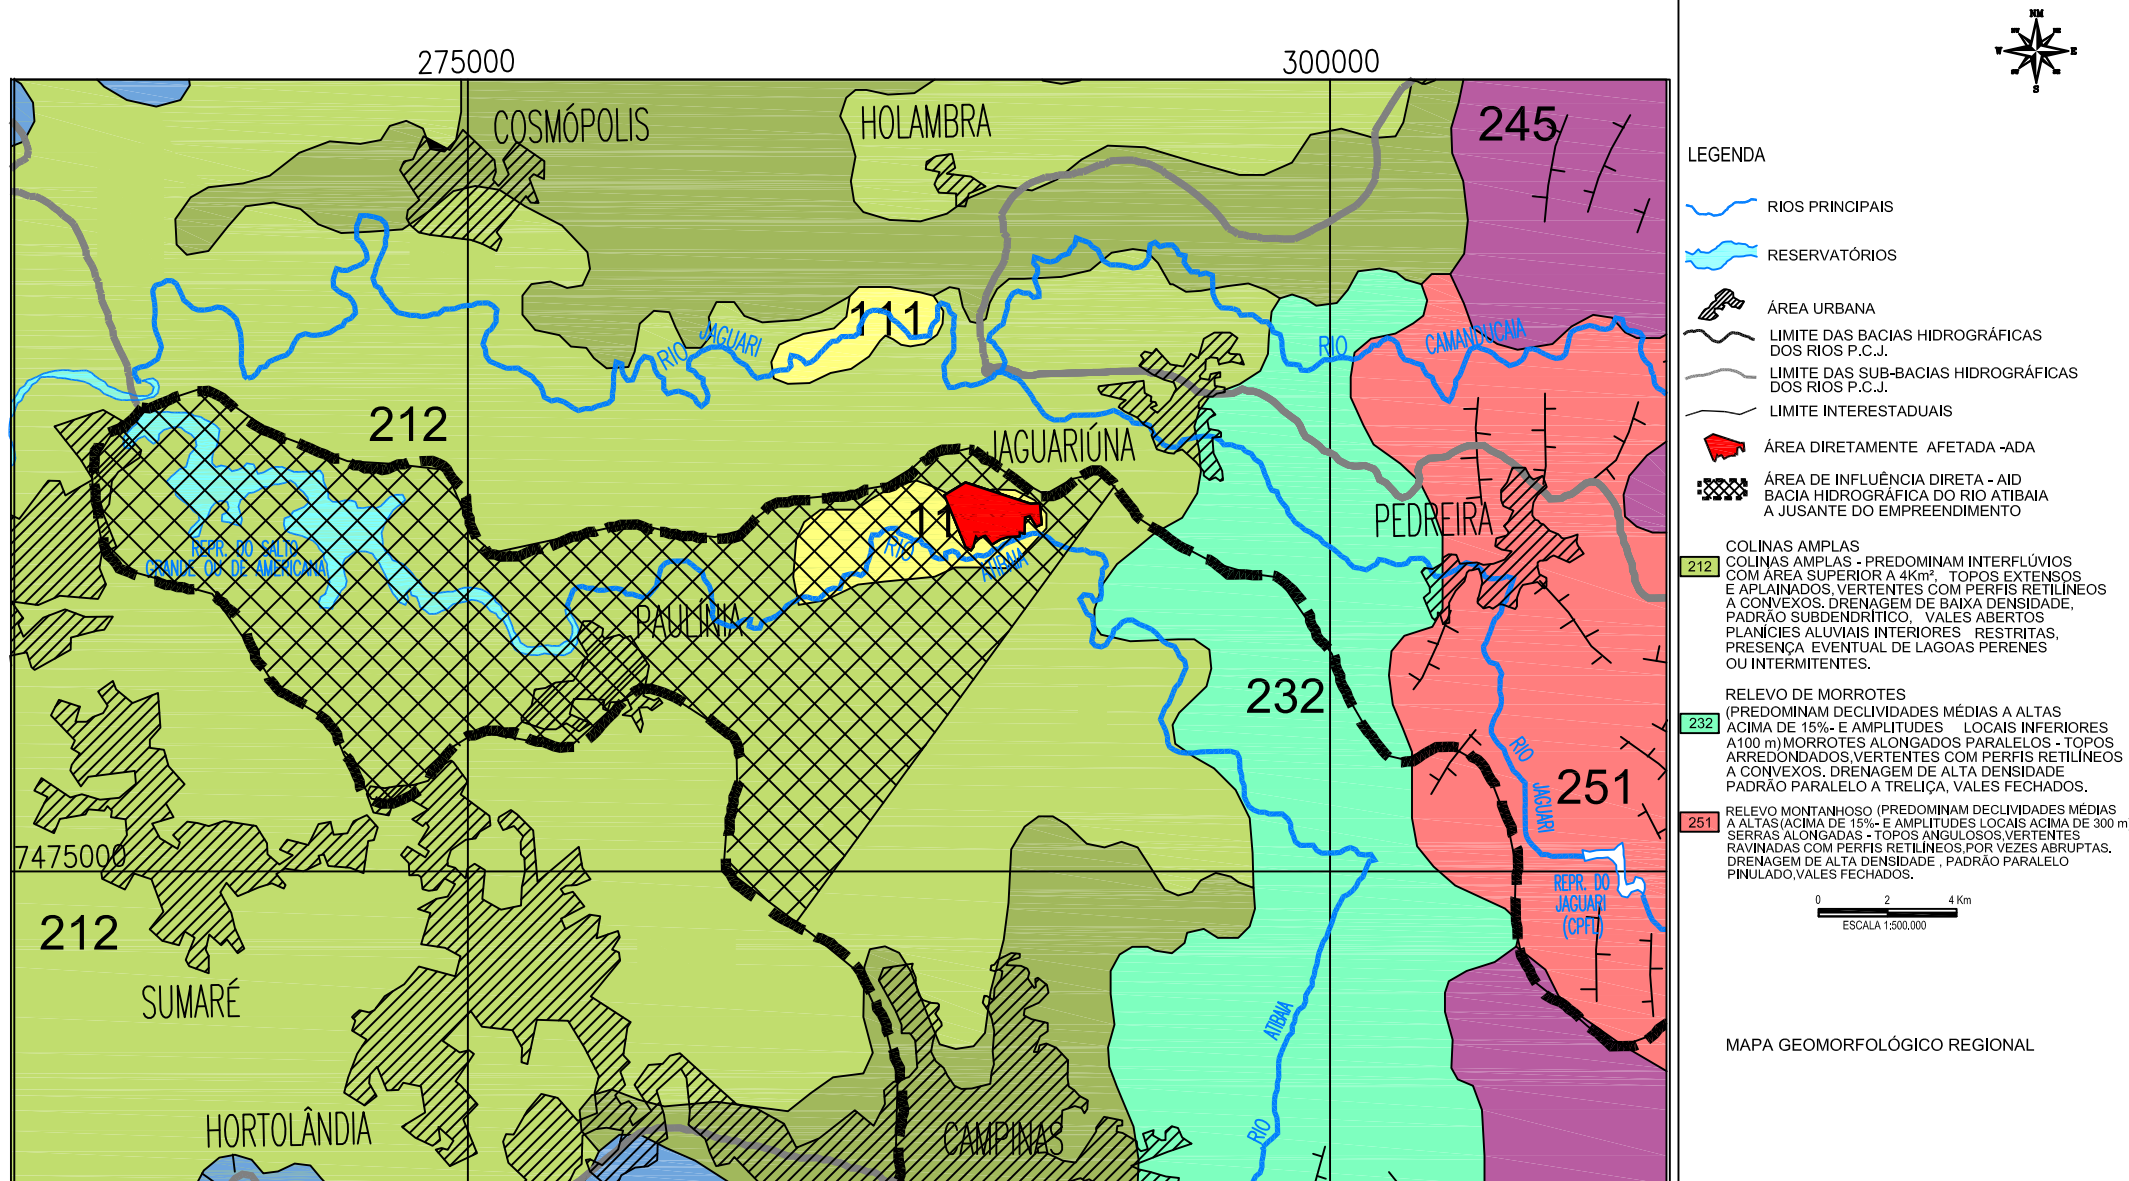 275000
300000
COSMÓPOLIS
HOLAMBRA
245
111
RIO
JAGUARI
RIO
CAMANDUCAIA
212
JAGUARIÚNA
PEDREIRA
RIO
ATIBAIA
REPR. DO SALTO
GRANDE OU DE AMERICANA
PAULÍNIA
232
RIO
JAGUARI
251
7475000
212
REPR. DO
JAGUARI
(CPFL)
SUMARÉ
ATIBAIA
RIO
HORTOLÂNDIA
CAMPINAS
NM
W
E
S
LEGENDA
RIOS PRINCIPAIS
RESERVATÓRIOS
ÁREA URBANA
LIMITE DAS BACIAS HIDROGRÁFICAS
DOS RIOS P.C.J.
LIMITE DAS SUB-BACIAS HIDROGRÁFICAS
DOS RIOS P.C.J.
LIMITE INTERESTADUAIS
ÁREA DIRETAMENTE AFETADA -ADA
ÁREA DE INFLUÊNCIA DIRETA - AID
BACIA HIDROGRÁFICA DO RIO ATIBAIA
A JUSANTE DO EMPREENDIMENTO
212
COLINAS AMPLAS
COLINAS AMPLAS - PREDOMINAM INTERFLÚVIOS
COM ÁREA SUPERIOR A 4Km², TOPOS EXTENSOS
E APLAINADOS, VERTENTES COM PERFIS RETILÍNEOS
A CONVEXOS. DRENAGEM DE BAIXA DENSIDADE,
PADRÃO SUBDENDRÍTICO, VALES ABERTOS
PLANÍCIES ALUVIAIS INTERIORES RESTRITAS,
PRESENÇA EVENTUAL DE LAGOAS PERENES
OU INTERMITENTES.
232
RELEVO DE MORROTES
(PREDOMINAM DECLIVIDADES MÉDIAS A ALTAS
ACIMA DE 15%- E AMPLITUDES LOCAIS INFERIORES
A100 m)MORROTES ALONGADOS PARALELOS - TOPOS
ARREDONDADOS,VERTENTES COM PERFIS RETILÍNEOS
A CONVEXOS. DRENAGEM DE ALTA DENSIDADE
PADRÃO PARALELO A TRELIÇA, VALES FECHADOS.
251
RELEVO MONTANHOSO (PREDOMINAM DECLIVIDADES MÉDIAS
A ALTAS(ACIMA DE 15%- E AMPLITUDES LOCAIS ACIMA DE 300 m
SERRAS ALONGADAS - TOPOS ANGULOSOS,VERTENTES
RAVINADAS COM PERFIS RETILÍNEOS,POR VEZES ABRUPTAS.
DRENAGEM DE ALTA DENSIDADE , PADRÃO PARALELO
PINULADO,VALES FECHADOS.
0 2 4 Km
ESCALA 1:500.000
MAPA GEOMORFOLÓGICO REGIONAL